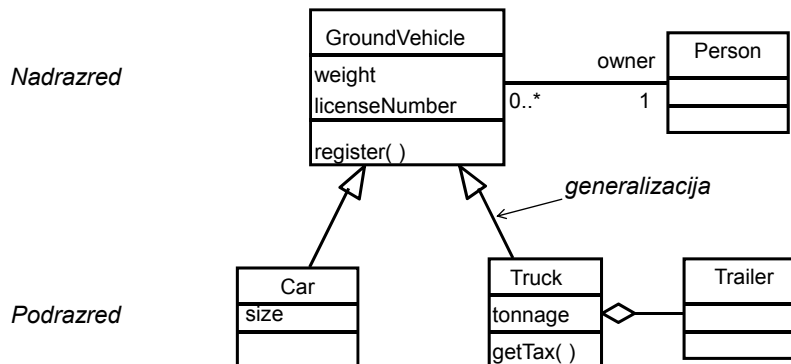 Nadrazred
GroundVehicle
weight
licenseNumber
register( )
owner
0..*
1
Person
generalizacija
Podrazred
Car
size
Truck
tonnage
getTax( )
Trailer